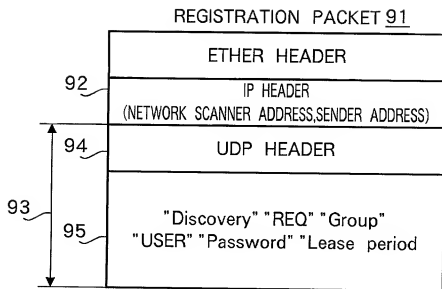 REGISTRATION PACKET 91
ETHER HEADER
92
IP HEADER
(NETWORK SCANNER ADDRESS,SENDER ADDRESS)
94
UDP HEADER
93
95
"Discovery" "REQ" "Group"
"USER" "Password" "Lease period